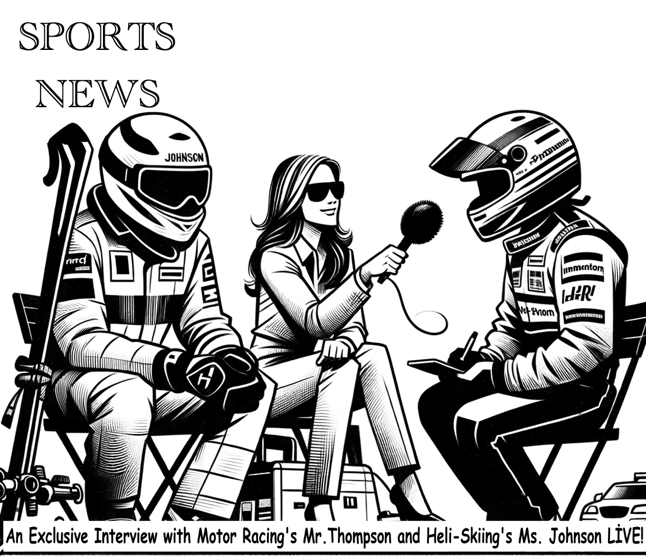 SPORTS
NEWS
JOHNSON
An Exclusive Interview with Motor Racing's Mr.Thompson and Heli-Skiing's Ms. Johnson LİVE!